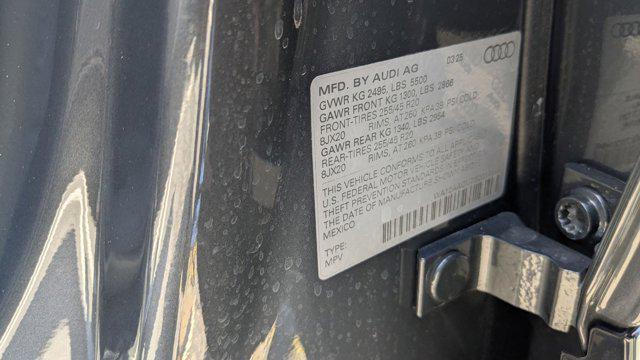 MFD. BY AUDI AG 03/25
GVWR KG 2495, LBS 5500
GAWR FRONT KG 1300, LBS 2866
FRONT-TIRES 255/45 R20
8JX20 RIMS, AT 260 KPA 38 PSI COLD
GAWR REAR KG 1340, LBS 2954
REAR-TIRES 255/45 R20
8JX20 RIMS, AT 260 KPA 38 PSI COLD
THIS VEHICLE CONFORMS TO ALL
U.S. FEDERAL MOTOR VEHICLE
THEFT PREVENTION STANDARDS
THE DATE OF MANUFACTURE SHOWN
MEXICO
TYPE:
MPV